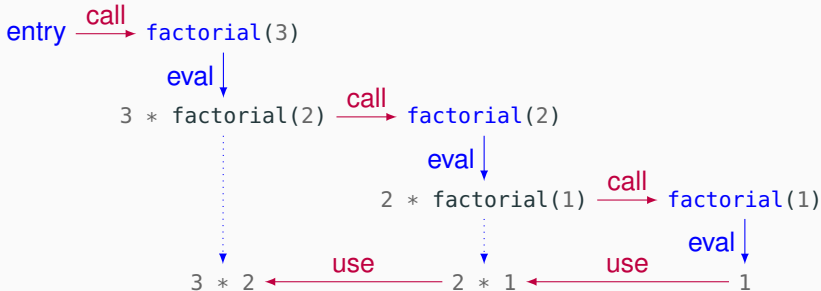 call
entry factorial(3)
eval
call
3 * factorial(2) factorial(2)
eval
call
2 * factorial(1) factorial(1)
eval
use use
3 * 2 2 * 1 1